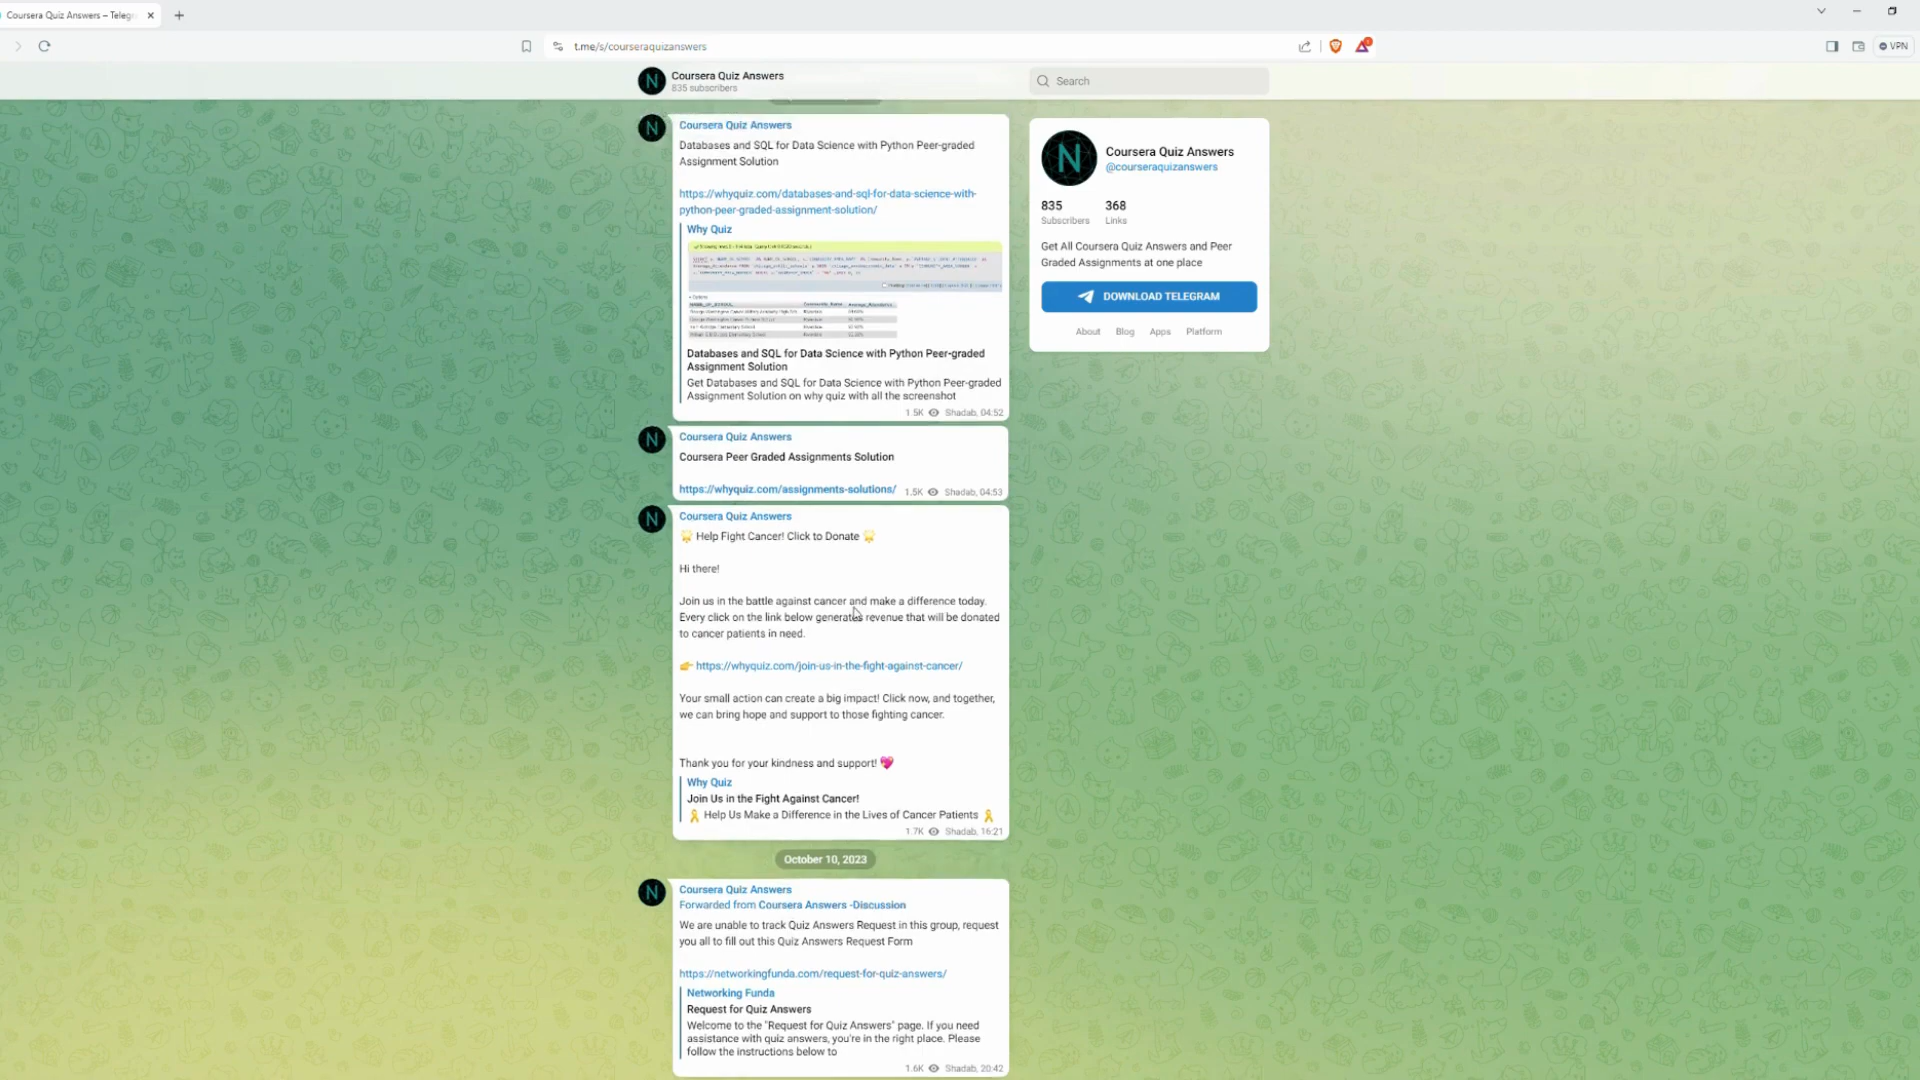 Coursera Quiz Answers – Teleg
t.me/s/courseraquizanswers
VPN
N
Coursera Quiz Answers
835 subscribers
Search
N
Coursera Quiz Answers
Databases and SQL for Data Science with Python Peer-graded
Assignment Solution
https://whyquiz.com/databases-and-sql-for-data-science-with-
python-peer-graded-assignment-solution/
Why Quiz
Databases and SQL for Data Science with Python Peer-graded
Assignment Solution
Get Databases and SQL for Data Science with Python Peer-graded
Assignment Solution on why quiz with all the screenshot
1.5K Shadab, 04:52
N
Coursera Quiz Answers
Coursera Peer Graded Assignments Solution
https://whyquiz.com/assignments-solutions/ 1.5K Shadab, 04:53
N
Coursera Quiz Answers
Help Fight Cancer! Click to Donate
Hi there!
Join us in the battle against cancer and make a difference today.
Every click on the link below generates revenue that will be donated
to cancer patients in need.
https://whyquiz.com/join-us-in-the-fight-against-cancer/
Your small action can create a big impact! Click now, and together,
we can bring hope and support to those fighting cancer.
Thank you for your kindness and support!
Why Quiz
Join Us in the Fight Against Cancer!
Help Us Make a Difference in the Lives of Cancer Patients
1.7K Shadab, 16:21
October 10, 2023
N
Coursera Quiz Answers
Forwarded from Coursera Answers -Discussion
We are unable to track Quiz Answers Request in this group, request
you all to fill out this Quiz Answers Request Form
https://networkingfunda.com/request-for-quiz-answers/
Networking Funda
Request for Quiz Answers
Welcome to the "Request for Quiz Answers" page. If you need
assistance with quiz answers, you're in the right place. Please
follow the instructions below to
1.6K Shadab, 20:42
N
Coursera Quiz Answers
@courseraquizanswers
835 368
Subscribers Links
Get All Coursera Quiz Answers and Peer
Graded Assignments at one place
DOWNLOAD TELEGRAM
About Blog Apps Platform